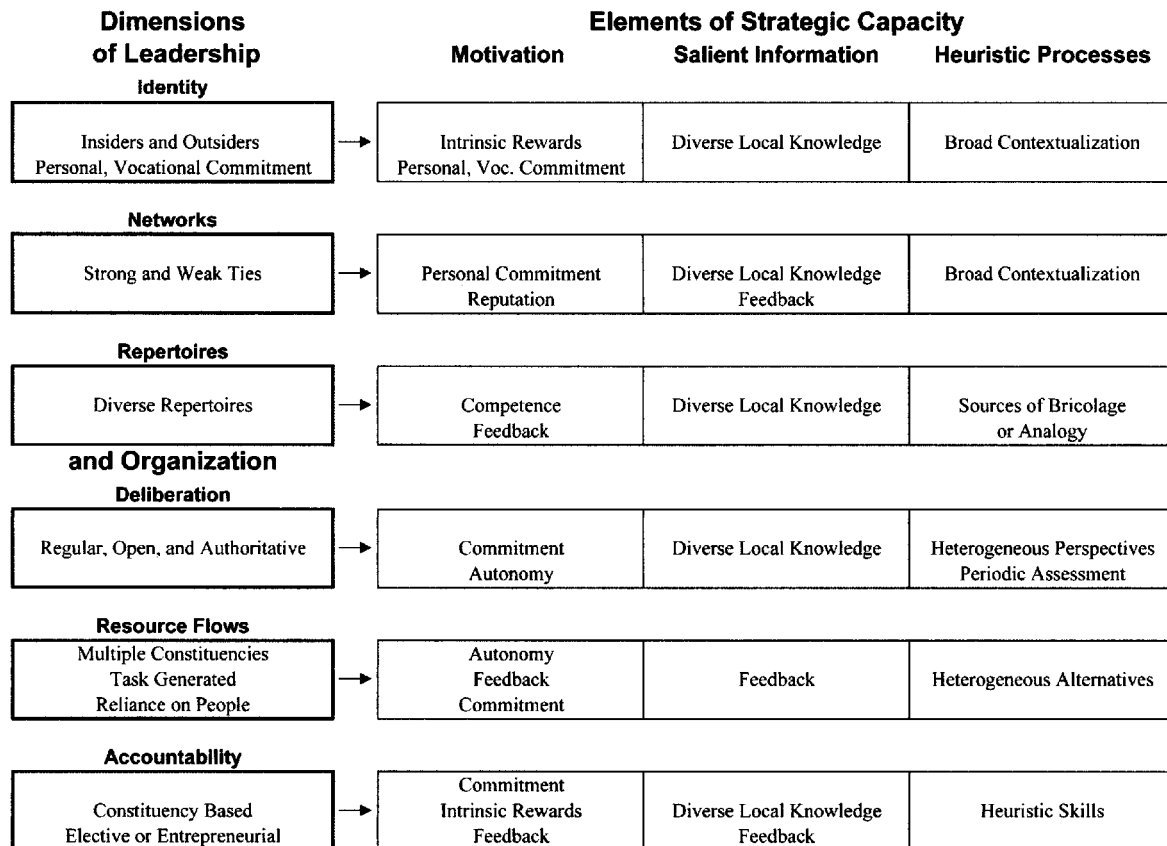 Dimensions of Leadership
Elements of Strategic Capacity
Motivation
Salient Information
Heuristic Processes
Identity
Insiders and Outsiders
Personal, Vocational Commitment
Intrinsic Rewards
Personal, Voc. Commitment
Diverse Local Knowledge
Broad Contextualization
Networks
Strong and Weak Ties
Personal Commitment
Reputation
Diverse Local Knowledge
Feedback
Broad Contextualization
Repertoires
Diverse Repertoires
Competence
Feedback
Diverse Local Knowledge
Sources of Bricolage
or Analogy
and Organization
Deliberation
Regular, Open, and Authoritative
Commitment
Autonomy
Diverse Local Knowledge
Heterogeneous Perspectives
Periodic Assessment
Resource Flows
Multiple Constituencies
Task Generated
Reliance on People
Autonomy
Feedback
Commitment
Feedback
Heterogeneous Alternatives
Accountability
Constituency Based
Elective or Entrepreneurial
Commitment
Intrinsic Rewards
Feedback
Diverse Local Knowledge
Feedback
Heuristic Skills